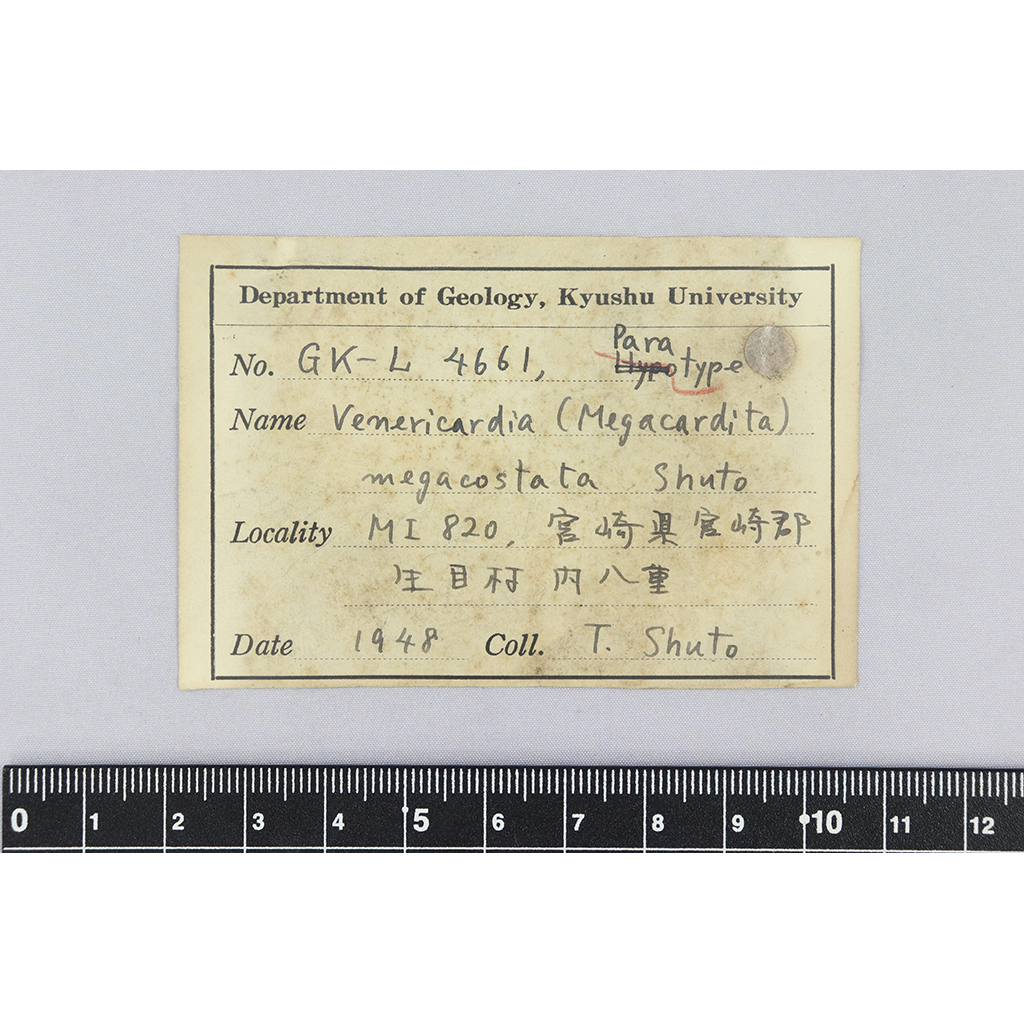 Department of Geology, Kyushu University
Para
No. GK-L 4661, Hypotype
Name Venericardia (Megacardita)
megacostata Shuto
Locality MI 820, 宮崎県宮崎郡
生目村 内八重
Date 1948 Coll. T. Shuto
0 1 2 3 4 5 6 7 8 9 10 11 12